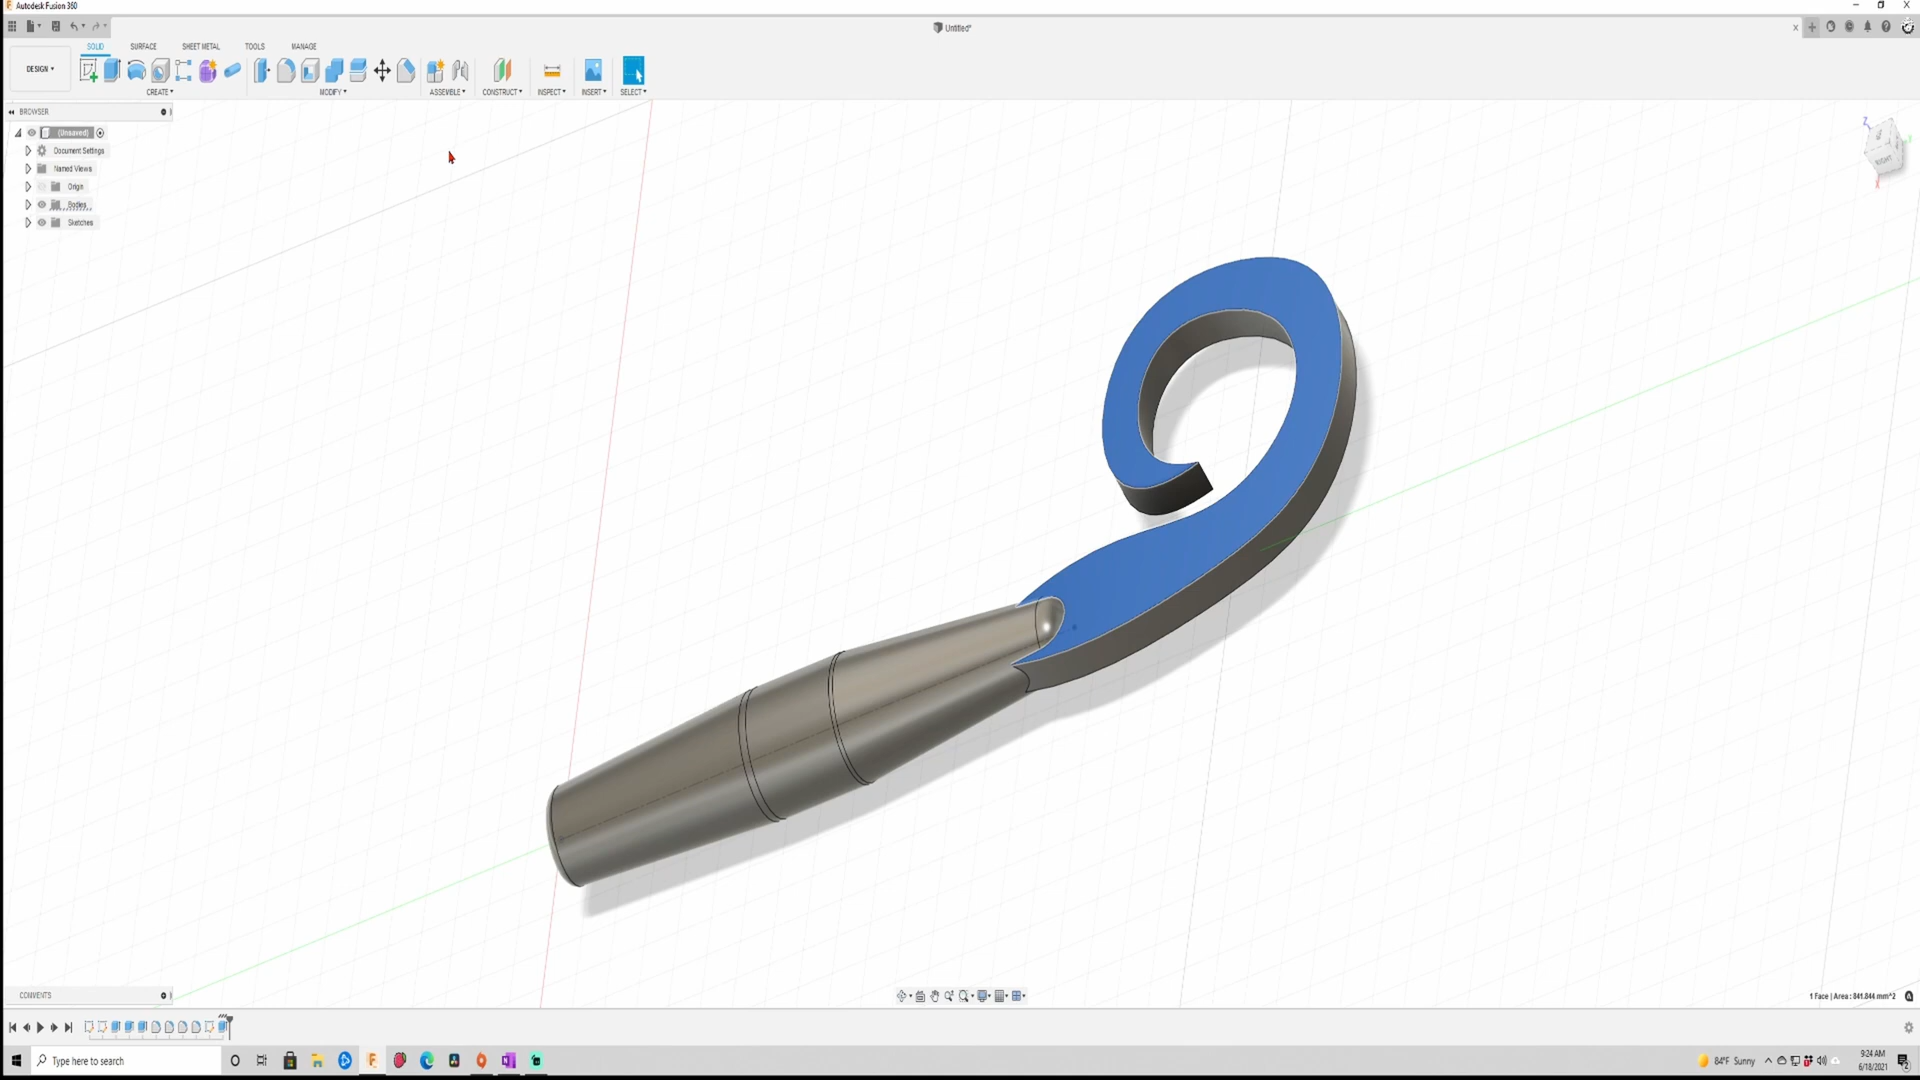 Autodesk Fusion 360
Untitled*
SOLID SURFACE SHEET METAL TOOLS MANAGE
DESIGN
CREATE MODIFY ASSEMBLE CONSTRUCT INSPECT INSERT SELECT
BROWSER
(Unsaved)
Document Settings
Named Views
Origin
Bodies
Sketches
Z
RIGHT
X
COMMENTS
1 Face | Area : 841.844 mm^2
Type here to search
84°F Sunny
9:24 AM
6/18/2021